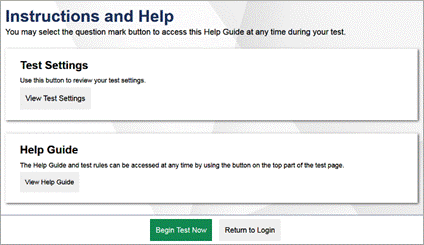 Instructions and Help
You may select the question mark button to access this Help Guide at any time during your test.
Test Settings
Use this button to review your test settings.
View Test Settings
Help Guide
The Help Guide and test rules can be accessed at any time by using the button on the top part of the test page.
View Help Guide
Begin Test Now Return to Login